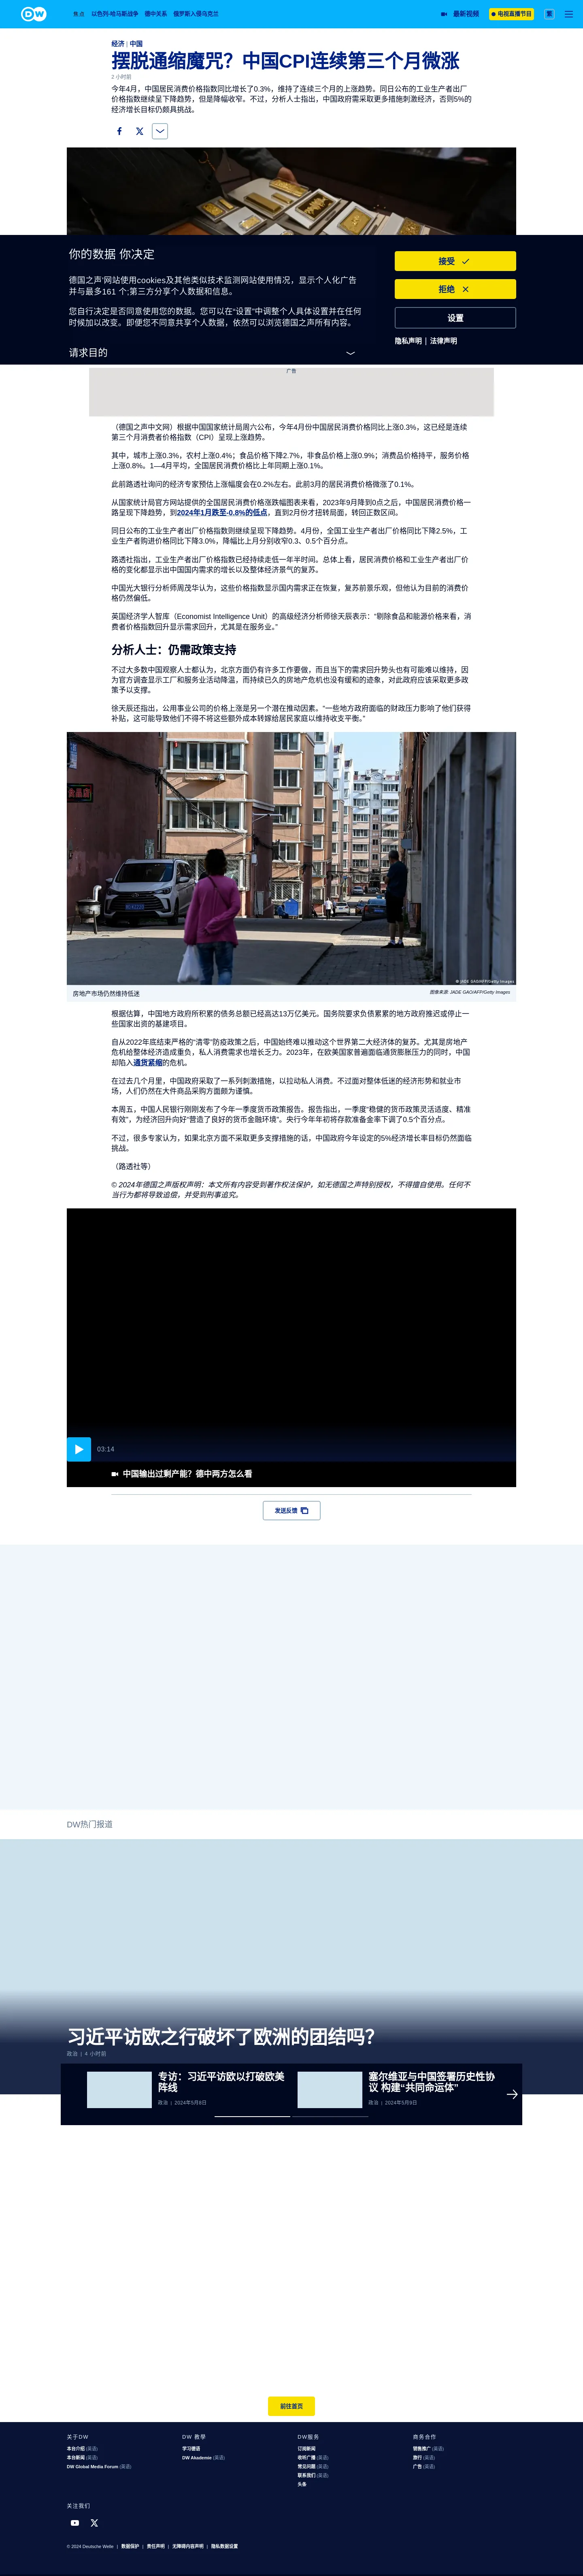 DW
焦点 以色列-哈马斯战争 德中关系 俄罗斯入侵乌克兰 最新视频 电视直播节目
经济 | 中国
摆脱通缩魔咒？中国CPI连续第三个月微涨
2 小时前
今年4月，中国居民消费价格指数同比增长了0.3%，维持了连续三个月的上涨趋势。同日公布的工业生产者出厂
价格指数继续呈下降趋势，但是降幅收窄。不过，分析人士指出，中国政府需采取更多措施刺激经济，否则5%的
经济增长目标仍颇具挑战。
你的数据 你决定
德国之声'网站使用cookies及其他类似技术监测网站使用情况，显示个人化广告
并与最多161 个;第三方分享个人数据和信息。
您自行决定是否同意使用您的数据。您可以在"设置"中调整个人具体设置并在任何
时候加以改变。即便您不同意共享个人数据，依然可以浏览德国之声所有内容。
请求目的
接受
拒绝
设置
隐私声明 | 法律声明
广告
（德国之声中文网）根据中国国家统计局周六公布，今年4月份中国居民消费价格同比上涨0.3%，这已经是连续
第三个月消费者价格指数（CPI）呈现上涨趋势。
其中，城市上涨0.3%，农村上涨0.4%；食品价格下降2.7%，非食品价格上涨0.9%；消费品价格持平，服务价格
上涨0.8%。1—4月平均，全国居民消费价格比上年同期上涨0.1%。
此前路透社询问的经济专家预估上涨幅度会在0.2%左右。此前3月的居民消费价格微涨了0.1%。
从国家统计局官方网站提供的全国居民消费价格涨跌幅图表来看，2023年9月降到0点之后，中国居民消费价格一
路呈现下降趋势，到2024年1月跌至-0.8%的低点，直到2月份才扭转局面，转回正数区间。
同日公布的工业生产者出厂价格指数则继续呈现下降趋势。4月份，全国工业生产者出厂价格同比下降2.5%，工
业生产者购进价格同比下降3.0%，降幅比上月分别收窄0.3、0.5个百分点。
路透社指出，工业生产者出厂价格指数已经持续走低一年半时间。总体上看，居民消费价格和工业生产者出厂价
格的变化都显示出中国国内需求的增长以及整体经济景气的复苏。
中国光大银行分析师周茂华认为，这些价格指数显示国内需求正在恢复，复苏前景乐观，但他认为目前的消费价
格仍然偏低。
英国经济学人智库（Economist Intelligence Unit）的高级经济分析师徐天辰表示："剔除食品和能源价格来看，消
费者价格指数回升显示需求回升，尤其是在服务业。"
分析人士：仍需政策支持
不过大多数中国观察人士都认为，北京方面仍有许多工作要做，而且当下的需求回升势头也有可能难以维持，因
为官方调查显示工厂和服务业活动降温，而持续已久的房地产危机也没有缓和的迹象，对此政府应该采取更多政
策予以支撑。
徐天辰还指出，公用事业公司的价格上涨是另一个潜在推动因素。"一些地方政府面临的财政压力影响了他们获得
补贴，这可能导致他们不得不将这些额外成本转嫁给居民家庭以维持收支平衡。"
© JADE GAO/AFP/Getty Images
房地产市场仍然维持低迷 图像来源: JADE GAO/AFP/Getty Images
根据估算，中国地方政府所积累的债务总额已经高达13万亿美元。国务院要求负债累累的地方政府推迟或停止一
些国家出资的基建项目。
自从2022年底结束严格的"清零"防疫政策之后，中国始终难以推动这个世界第二大经济体的复苏。尤其是房地产
危机给整体经济造成重负，私人消费需求也增长乏力。2023年，在欧美国家普遍面临通货膨胀压力的同时，中国
却陷入通货紧缩的危机。
在过去几个月里，中国政府采取了一系列刺激措施，以拉动私人消费。不过面对整体低迷的经济形势和就业市
场，人们仍然在大件商品采购方面颇为谨慎。
本周五，中国人民银行刚刚发布了今年一季度货币政策报告。报告指出，一季度"稳健的货币政策灵活适度、精准
有效"，为经济回升向好"营造了良好的货币金融环境"。央行今年年初将存款准备金率下调了0.5个百分点。
不过，很多专家认为，如果北京方面不采取更多支撑措施的话，中国政府今年设定的5%经济增长率目标仍然面临
挑战。
（路透社等）
© 2024年德国之声版权声明：本文所有内容受到著作权法保护，如无德国之声特别授权，不得擅自使用。任何不
当行为都将导致追偿，并受到刑事追究。
03:14
中国输出过剩产能？德中两方怎么看
发送反馈
DW热门报道
习近平访欧之行破坏了欧洲的团结吗？
政治 | 4 小时前
专访：习近平访欧以打破欧美
阵线
政治 | 2024年5月8日
塞尔维亚与中国签署历史性协
议 构建"共同命运体"
政治 | 2024年5月9日
前往首页
关于DW
本台介绍 (英语)
本台新闻 (英语)
DW Global Media Forum (英语)
DW 教學
学习德语
DW Akademie (英语)
DW服务
订阅新闻
收听广播 (英语)
常见问题 (英语)
联系我们 (英语)
头条
商务合作
销售推广 (英语)
旅行 (英语)
广告 (英语)
关注我们
© 2024 Deutsche Welle | 数据保护 | 责任声明 | 无障碍内容声明 | 隐私数据设置